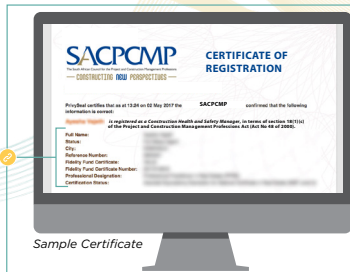 SACPCMP
The South African Council for the Project and Construction Management Professions
CONSTRUCTING NEW PERSPECTIVES
CERTIFICATE OF
REGISTRATION
PrivySeal certifies that as at 13:24 on 02 May 2017 the SACPCMP confirmed that the following
information is correct:
is registered as a Construction Health and Safety Manager, in terms of section 18(1)(c)
of the Project and Construction Management Professions Act (Act No 48 of 2000).
Full Name:
Status:
City:
Reference Number:
Fidelity Fund Certificate:
Fidelity Fund Certificate Number:
Professional Designation:
Certification Status:
Sample Certificate